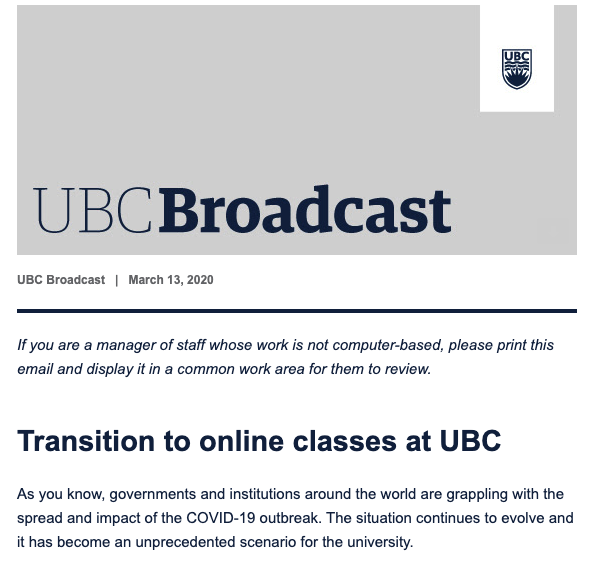 UBC
UBC Broadcast
UBC Broadcast | March 13, 2020
If you are a manager of staff whose work is not computer-based, please print this
email and display it in a common work area for them to review.
Transition to online classes at UBC
As you know, governments and institutions around the world are grappling with the
spread and impact of the COVID-19 outbreak. The situation continues to evolve and
it has become an unprecedented scenario for the university.